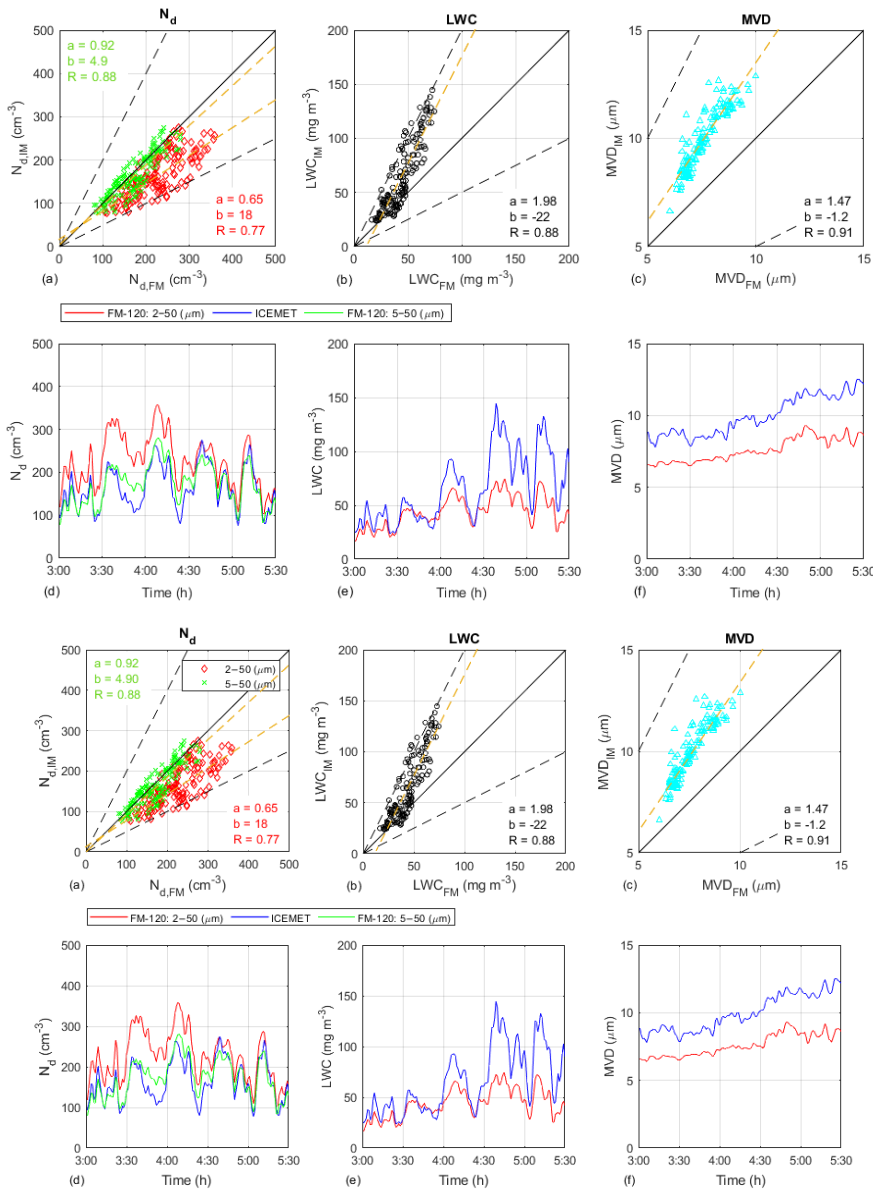 N_d
LWC
MVD
500
400
300
200
100
0
N_d,IM (cm⁻³)
a = 0.92
b = 4.9
R = 0.88
a = 0.65
b = 18
R = 0.77
0 100 200 300 400 500
(a) N_d,FM (cm⁻³)
200
150
100
50
0
LWC_IM (mg m⁻³)
a = 1.98
b = -22
R = 0.88
0 50 100 150 200
(b) LWC_FM (mg m⁻³)
15
10
5
MVD_IM (μm)
a = 1.47
b = -1.2
R = 0.91
5 10 15
(c) MVD_FM (μm)
FM-120: 2−50 (μm) ICEMET FM-120: 5-50 (μm)
500
400
300
200
100
0
N_d (cm⁻³)
3:00 3:30 4:00 4:30 5:00 5:30
(d) Time (h)
200
150
100
50
0
LWC (mg m⁻³)
3:00 3:30 4:00 4:30 5:00 5:30
(e) Time (h)
15
10
5
0
MVD (μm)
3:00 3:30 4:00 4:30 5:00 5:30
(f) Time (h)
N_d
LWC
MVD
500
400
300
200
100
0
N_d,IM (cm⁻³)
a = 0.92
b = 4.90
R = 0.88
2−50 (μm)
5−50 (μm)
a = 0.65
b = 18
R = 0.77
0 100 200 300 400 500
(a) N_d,FM (cm⁻³)
200
150
100
50
0
LWC_IM (mg m⁻³)
a = 1.98
b = -22
R = 0.88
0 50 100 150 200
(b) LWC_FM (mg m⁻³)
15
10
5
MVD_IM (μm)
a = 1.47
b = -1.2
R = 0.91
5 10 15
(c) MVD_FM (μm)
FM-120: 2−50 (μm) ICEMET FM-120: 5−50 (μm)
500
400
300
200
100
0
N_d (cm⁻³)
3:00 3:30 4:00 4:30 5:00 5:30
(d) Time (h)
200
150
100
50
0
LWC (mg m⁻³)
3:00 3:30 4:00 4:30 5:00 5:30
(e) Time (h)
15
10
5
0
MVD (μm)
3:00 3:30 4:00 4:30 5:00 5:30
(f) Time (h)